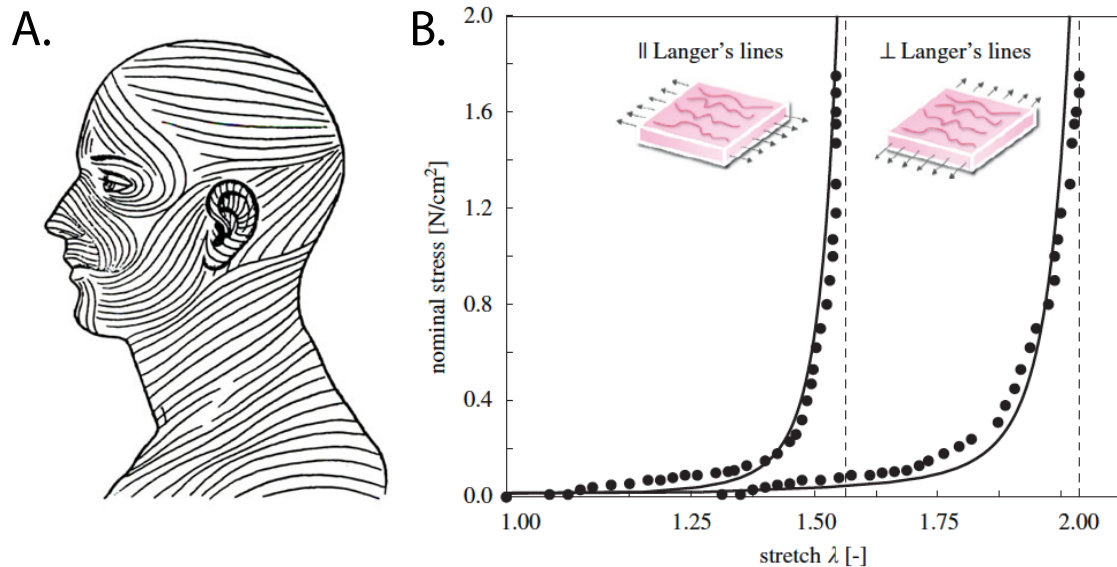 A.
B.
2.0
1.6
1.2
0.8
0.4
0.0
nominal stress [N/cm²]
|| Langer's lines
⊥ Langer's lines
1.00
1.25
1.50
1.75
2.00
stretch λ [-]